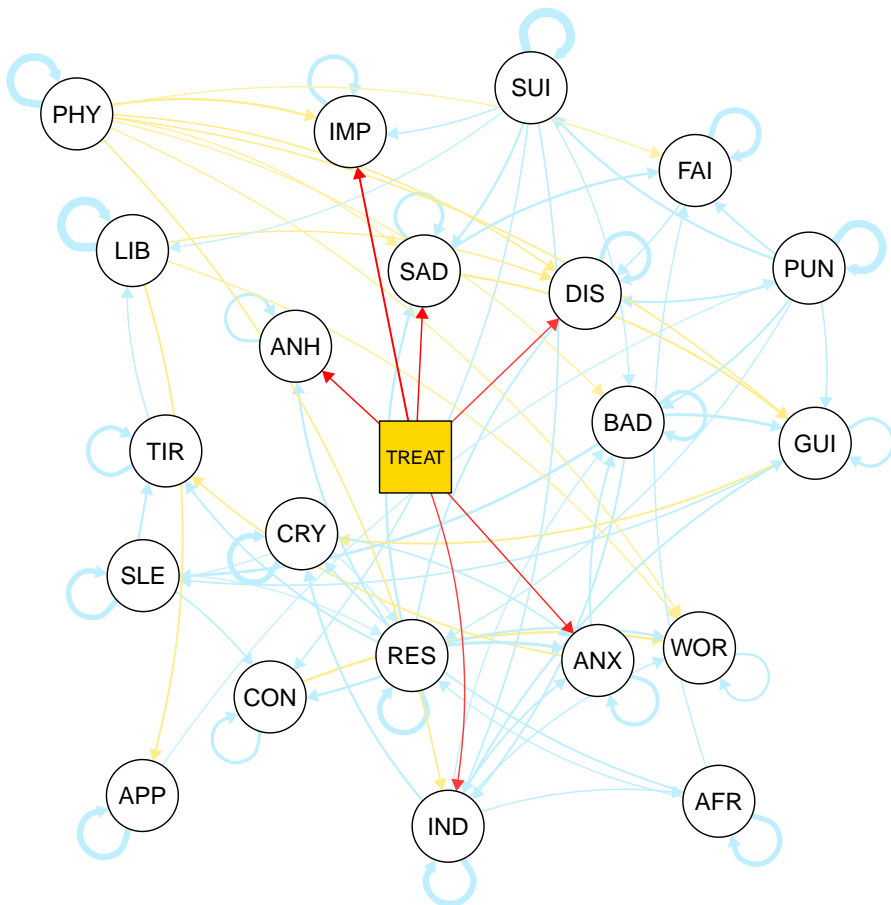 SUI
PHY
IMP
FAI
LIB
SAD
PUN
DIS
ANH
BAD
GUI
TIR
TREAT
CRY
SLE
RES
ANX
WOR
CON
APP
IND
AFR